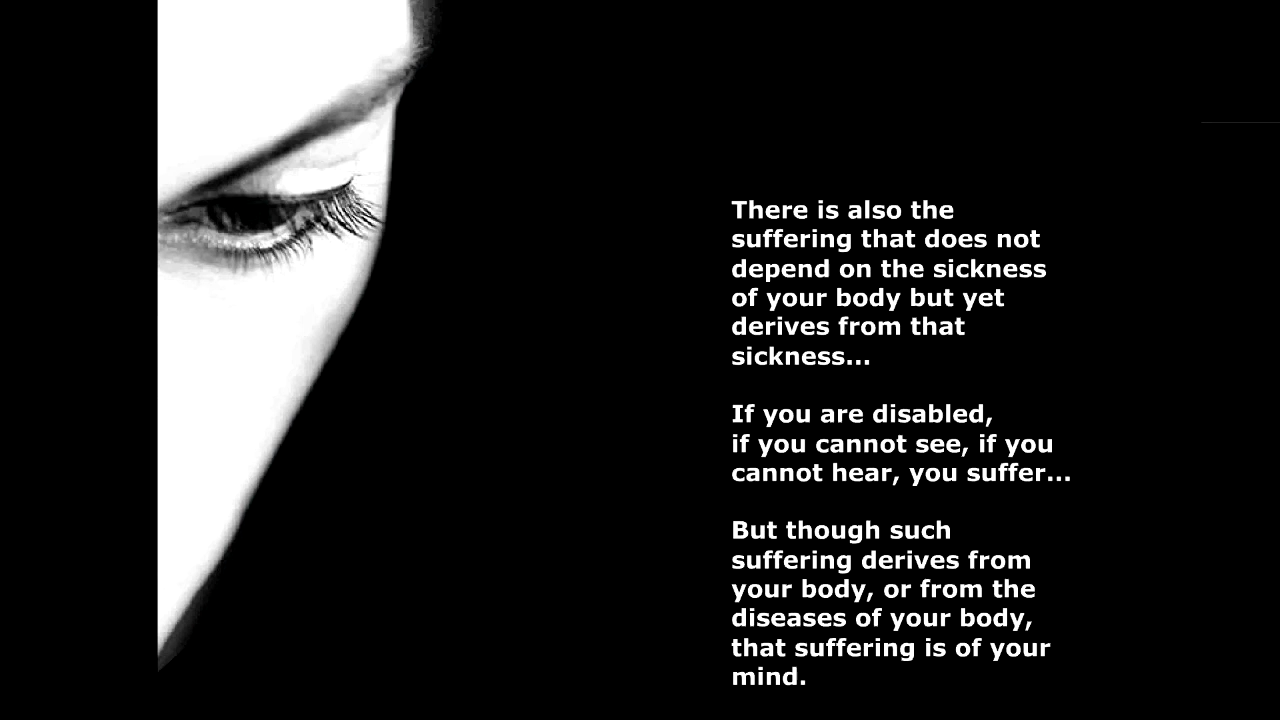 There is also the
suffering that does not
depend on the sickness
of your body but yet
derives from that
sickness...
If you are disabled,
if you cannot see, if you
cannot hear, you suffer...
But though such
suffering derives from
your body, or from the
diseases of your body,
that suffering is of your
mind.